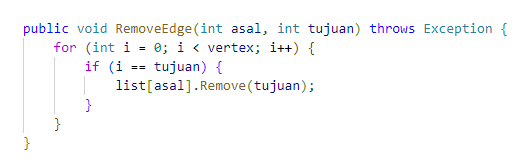 public void RemoveEdge(int asal, int tujuan) throws Exception {
for (int i = 0; i < vertex; i++) {
if (i == tujuan) {
list[asal].Remove(tujuan);
}
}
}